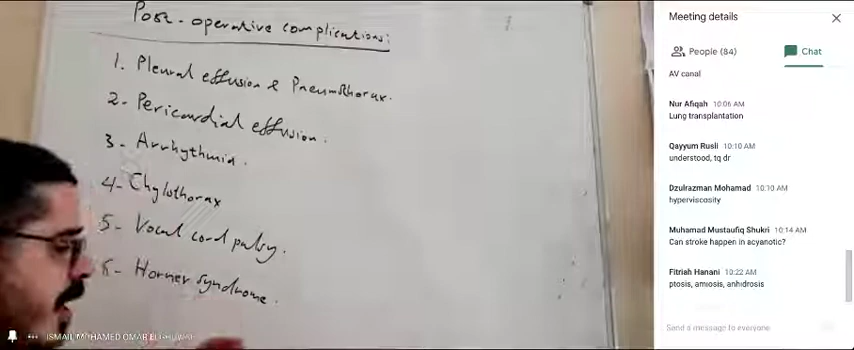 Post-operative complications:
1. Pleural effusion & Pneumothorax.
2- Pericardial effusion.
3- Arrhythmia.
4- Chylothorax
5- Vocal cord palsy.
6- Horner syndrome.
ISMAIL MOHAMED OMAR
Meeting details
People (84)
Chat
AV canal
Nur Afiqah 10:06 AM
Lung transplantation
Qayyum Rusli 10:10 AM
understood, tq dr
Dzulrazman Mohamad 10:10 AM
hyperviscosity
Muhamad Mustaufiq Shukri 10:14 AM
Can stroke happen in acyanotic?
Fitriah Hanani 10:22 AM
ptosis, amiosis, anhidrosis
Send a message to everyone